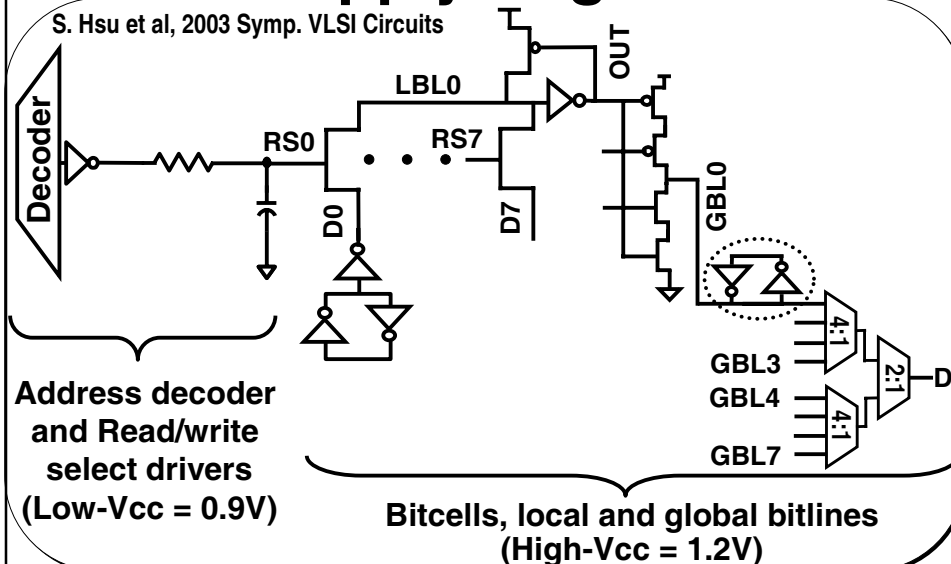 S. Hsu et al, 2003 Symp. VLSI Circuits
OUT
LBL0
Decoder
RS0
RS7
D0
D7
GBL0
4:1
GBL3
2:1
D
GBL4
4:1
GBL7
Address decoder
and Read/write
select drivers
(Low-Vcc = 0.9V)
Bitcells, local and global bitlines
(High-Vcc = 1.2V)